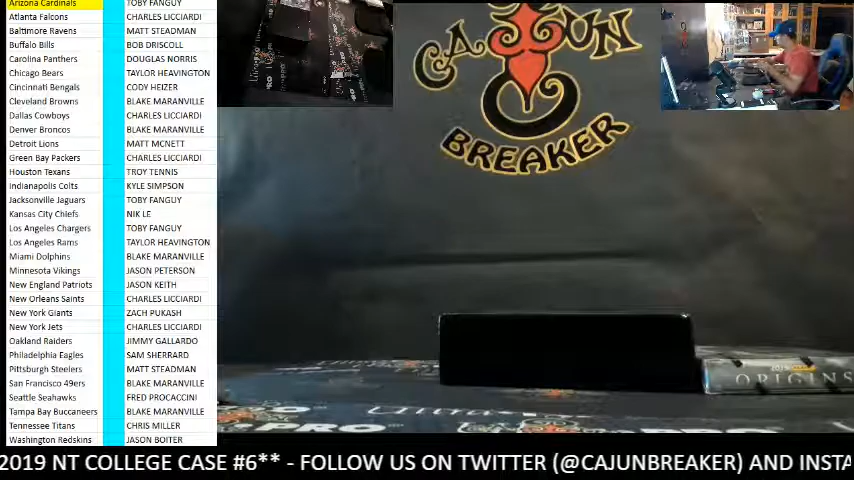 Arizona Cardinals TOBY FANGUY
Atlanta Falcons CHARLES LICCIARDI
Baltimore Ravens MATT STEADMAN
Buffalo Bills BOB DRISCOLL
Carolina Panthers DOUGLAS NORRIS
Chicago Bears TAYLOR HEAVINGTON
Cincinnati Bengals CODY HEIZER
Cleveland Browns BLAKE MARANVILLE
Dallas Cowboys CHARLES LICCIARDI
Denver Broncos BLAKE MARANVILLE
Detroit Lions MATT MCNETT
Green Bay Packers CHARLES LICCIARDI
Houston Texans TROY TENNIS
Indianapolis Colts KYLE SIMPSON
Jacksonville Jaguars TOBY FANGUY
Kansas City Chiefs NIK LE
Los Angeles Chargers TOBY FANGUY
Los Angeles Rams TAYLOR HEAVINGTON
Miami Dolphins BLAKE MARANVILLE
Minnesota Vikings JASON PETERSON
New England Patriots JASON KEITH
New Orleans Saints CHARLES LICCIARDI
New York Giants ZACH PUKASH
New York Jets CHARLES LICCIARDI
Oakland Raiders JIMMY GALLARDO
Philadelphia Eagles SAM SHERRARD
Pittsburgh Steelers MATT STEADMAN
San Francisco 49ers BLAKE MARANVILLE
Seattle Seahawks FRED PROCACCINI
Tampa Bay Buccaneers BLAKE MARANVILLE
Tennessee Titans CHRIS MILLER
Washington Redskins JASON BOITER
CAJUN
BREAKER
ORIGINS
Ultra
PRO
2019 NT COLLEGE CASE #6** - FOLLOW US ON TWITTER (@CAJUNBREAKER) AND INSTA